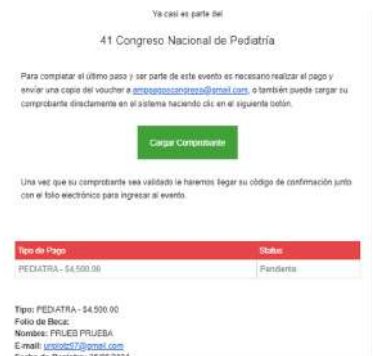 Ya casi es parte del
41 Congreso Nacional de Pediatría
Para completar el último paso y ser parte de este evento es necesario realizar el pago y
envíar una copia del voucher a amppagoscongreso@gmail.com, o también puede cargar su
comprobante directamente en el sistema haciendo clic en el siguiente botón.
Cargar Comprobante
Una vez que su comprobante sea validado le haremos llegar su código de confirmación junto
con el folio electrónico para ingresar al evento.
Tipo de Pago Status
PEDIATRA - $4,500.00 Pendiente
Tipo: PEDIATRA - $4,500.00
Folio de Beca:
Nombre: PRUEB PRUEBA
E-mail: